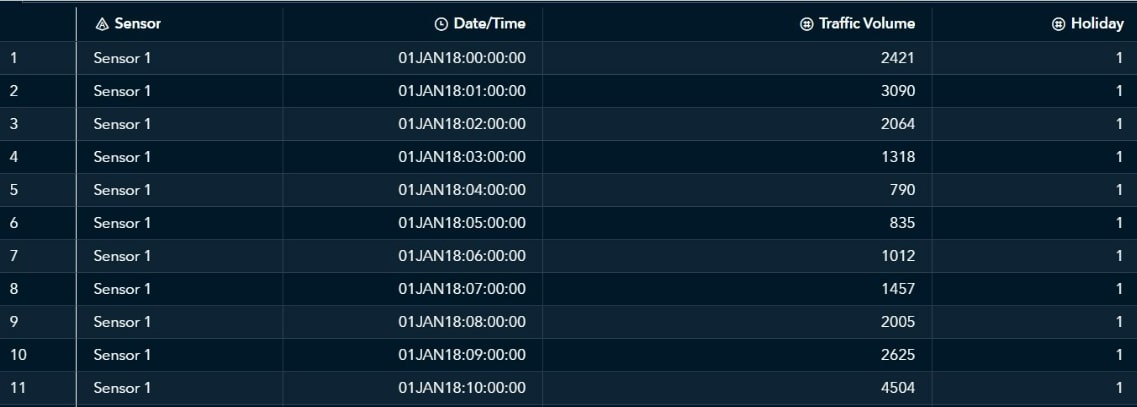 Sensor Date/Time Traffic Volume Holiday
1 Sensor 1 01JAN18:00:00:00 2421 1
2 Sensor 1 01JAN18:01:00:00 3090 1
3 Sensor 1 01JAN18:02:00:00 2064 1
4 Sensor 1 01JAN18:03:00:00 1318 1
5 Sensor 1 01JAN18:04:00:00 790 1
6 Sensor 1 01JAN18:05:00:00 835 1
7 Sensor 1 01JAN18:06:00:00 1012 1
8 Sensor 1 01JAN18:07:00:00 1457 1
9 Sensor 1 01JAN18:08:00:00 2005 1
10 Sensor 1 01JAN18:09:00:00 2625 1
11 Sensor 1 01JAN18:10:00:00 4504 1